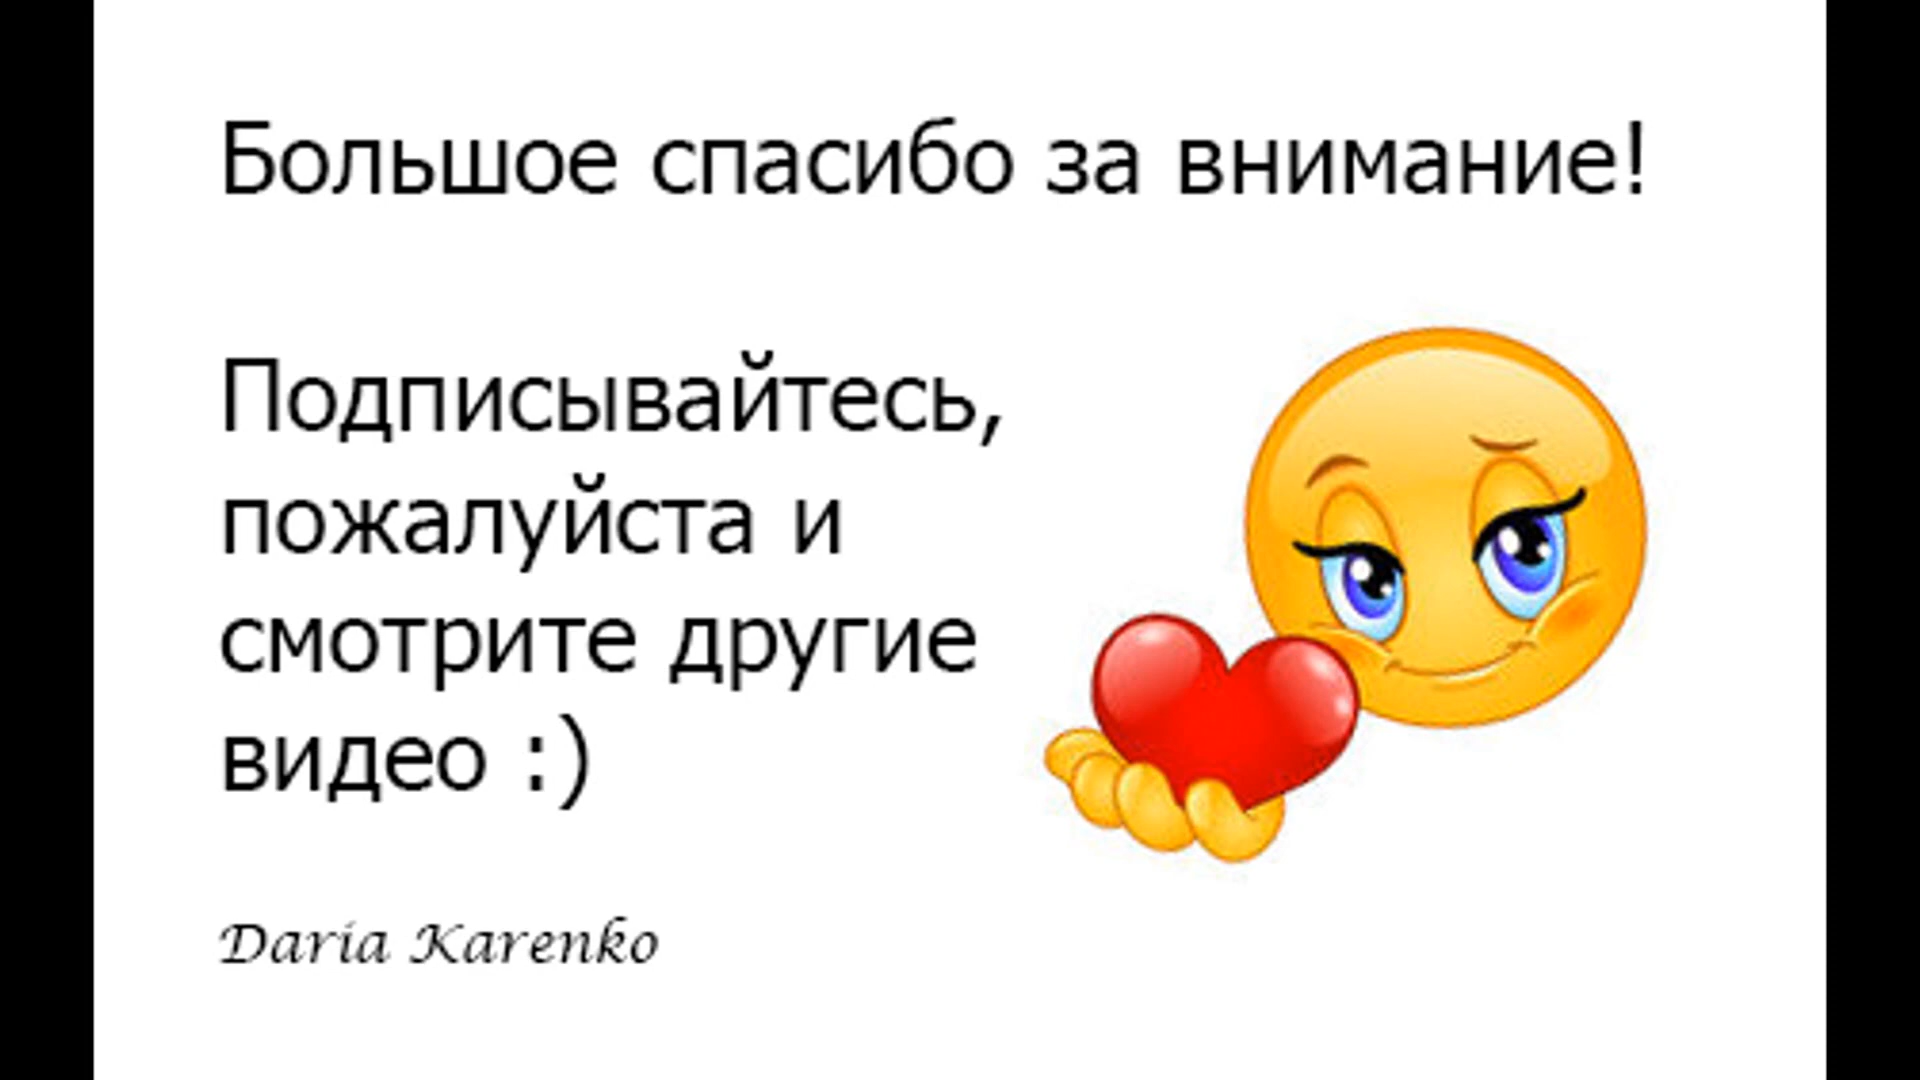 Большое спасибо за внимание!
Подписывайтесь,
пожалуйста и
смотрите другие
видео :)
Daria Karenko